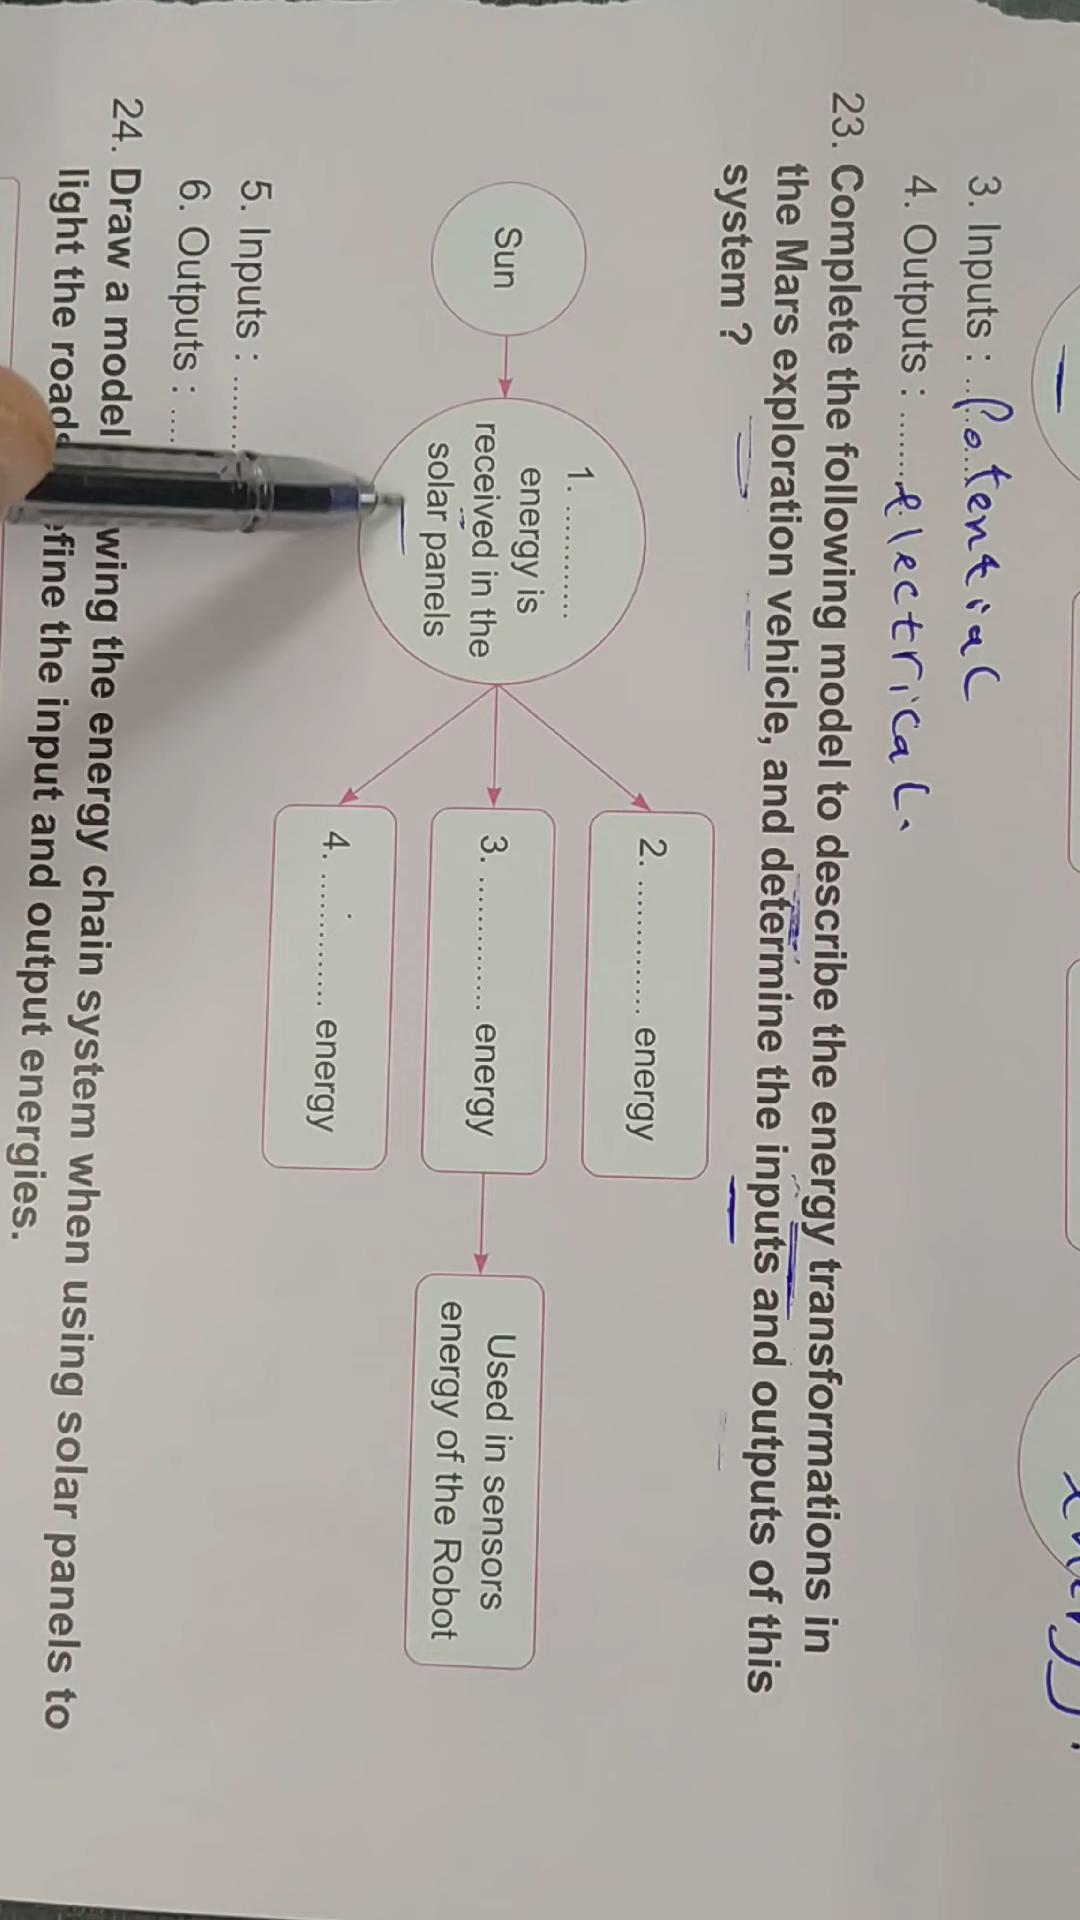 3. Inputs : ....Potential
4. Outputs : ........electrical.
23. Complete the following model to describe the energy transformations in
the Mars exploration vehicle, and determine the inputs and outputs of this
system ?
Sun
1. ............
energy is
received in the
solar panels
2. ............. energy
3. ............. energy
4. ............. energy
Used in sensors
energy of the Robot
5. Inputs : ........
6. Outputs : ....
24. Draw a model wing the energy chain system when using solar panels to
light the road fine the input and output energies.